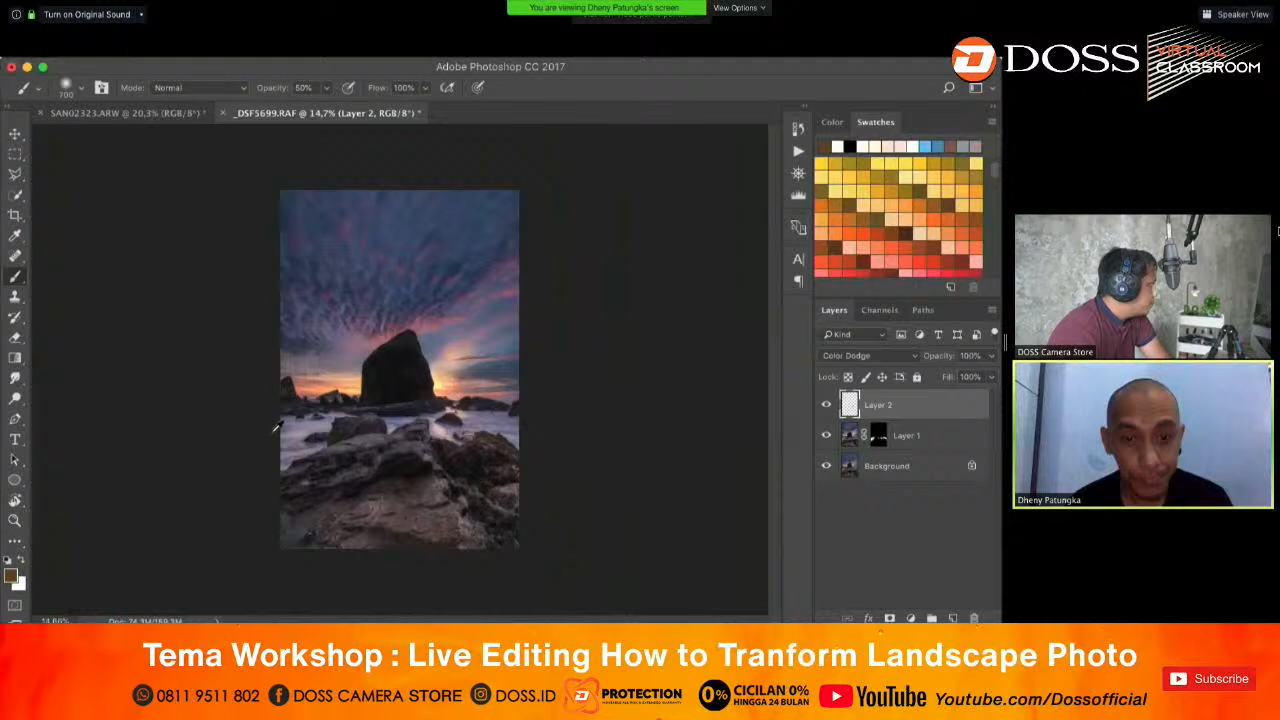 Turn on Original Sound
You are viewing Dheny Patungka's screen
View Options
Speaker View
DOSS
VIRTUAL
CLASSROOM
Adobe Photoshop CC 2017
700
Mode: Normal
Opacity: 50%
Flow: 100%
SAN02323.ARW @ 20,3% (RGB/8*) *
_DSF5699.RAF @ 14,7% (Layer 2, RGB/8*) *
Color
Swatches
Layers
Channels
Paths
Kind
Color Dodge
Opacity: 100%
Lock:
Fill: 100%
Layer 2
Layer 1
Background
DOSS Camera Store
Dheny Patungka
Tema Workshop : Live Editing How to Tranform Landscape Photo
0811 9511 802
DOSS CAMERA STORE
DOSS.ID
PROTECTION
0%
CICILAN 0%
HINGGA 24 BULAN
YouTube
Youtube.com/Dossofficial
Subscribe